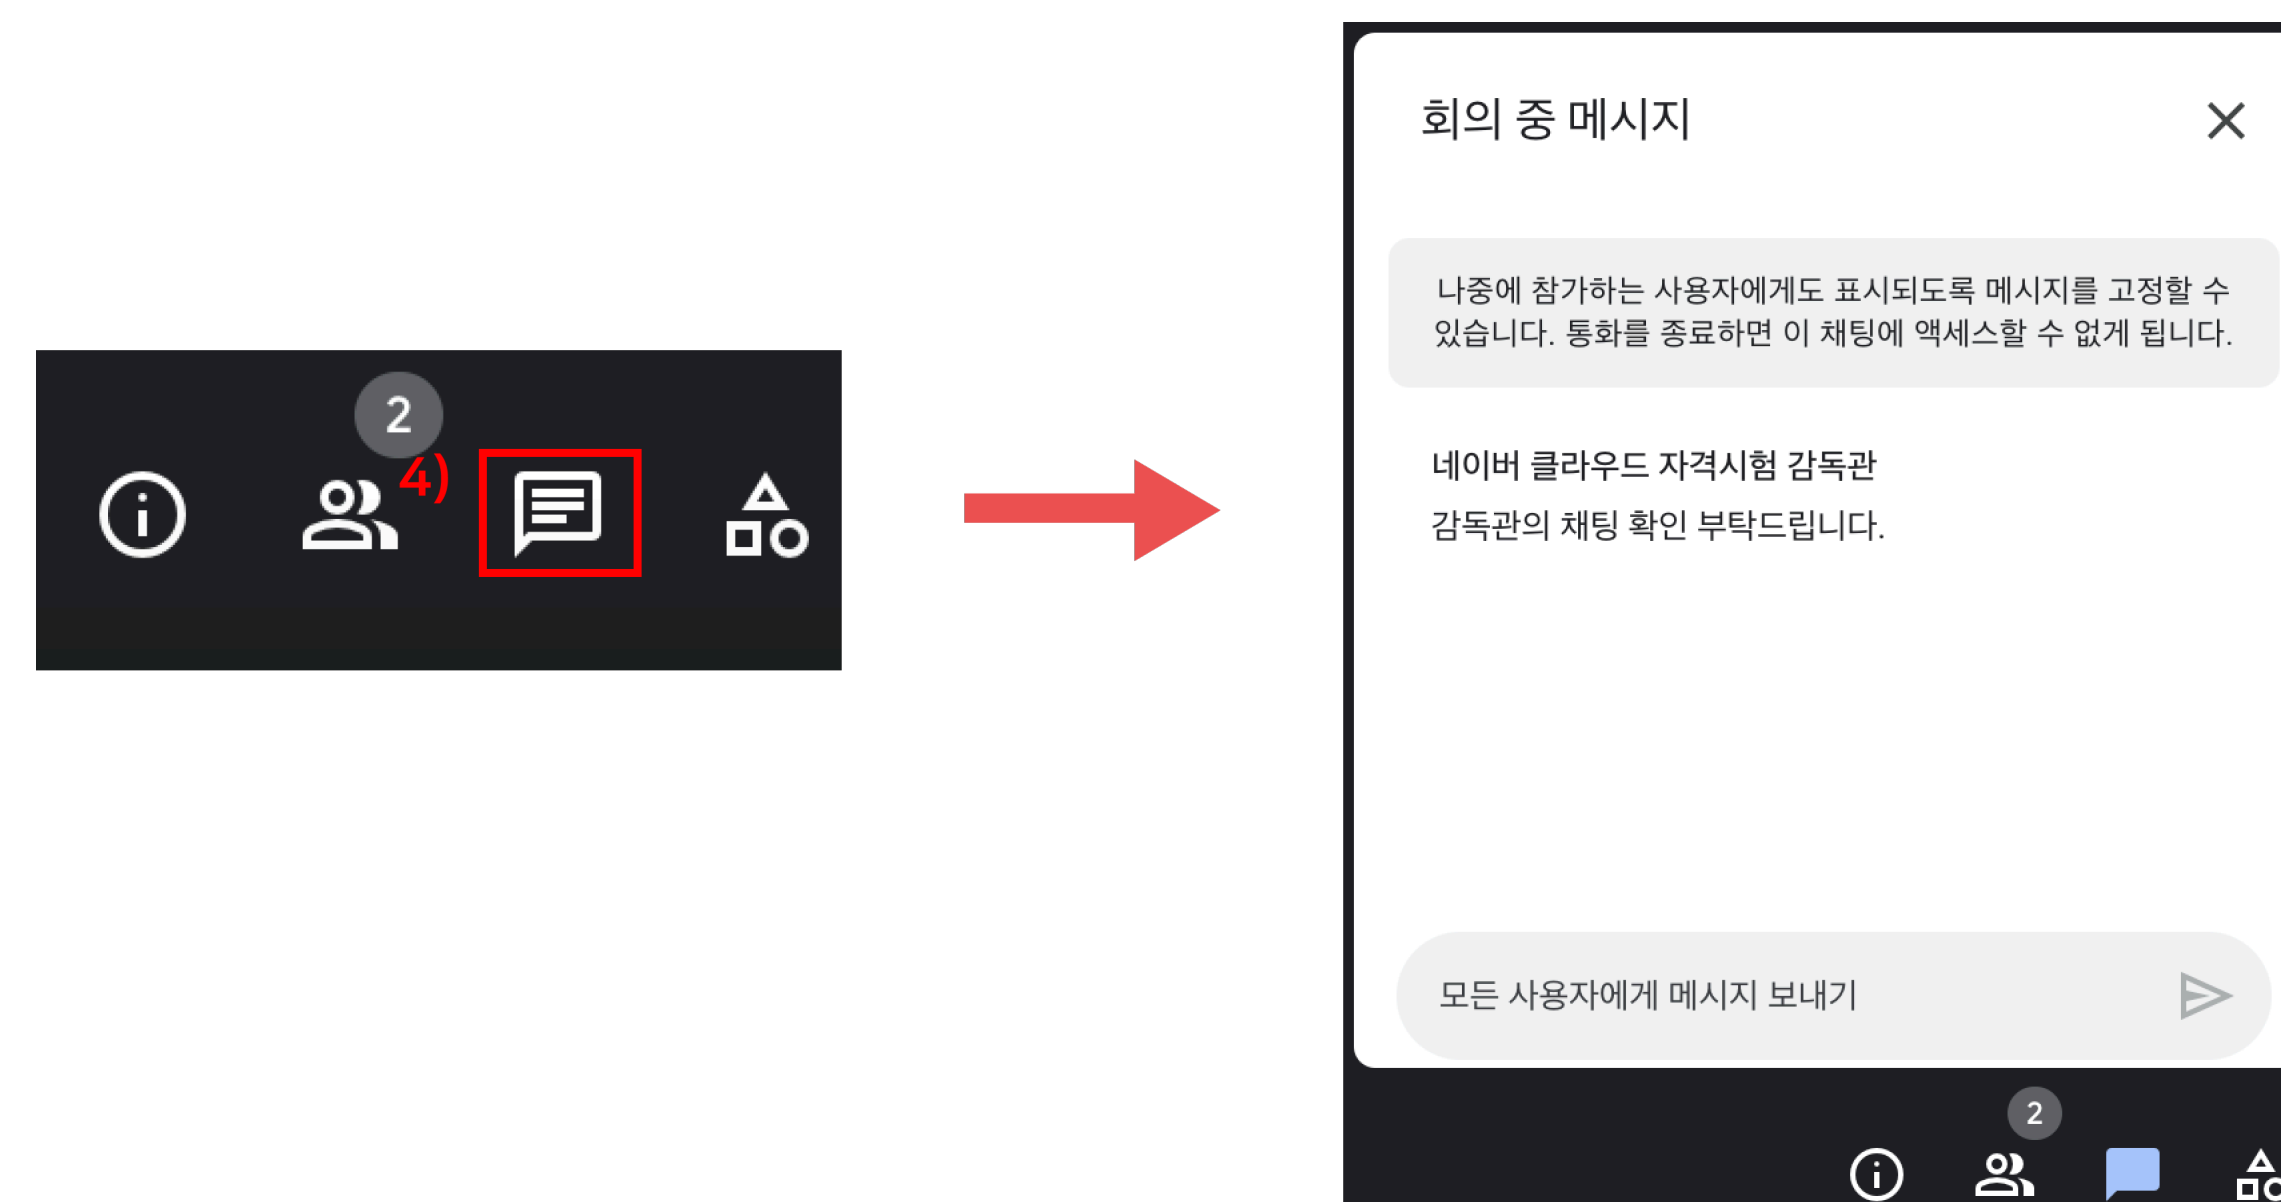 2
4)
회의 중 메시지
나중에 참가하는 사용자에게도 표시되도록 메시지를 고정할 수
있습니다. 통화를 종료하면 이 채팅에 액세스할 수 없게 됩니다.
네이버 클라우드 자격시험 감독관
감독관의 채팅 확인 부탁드립니다.
모든 사용자에게 메시지 보내기
2